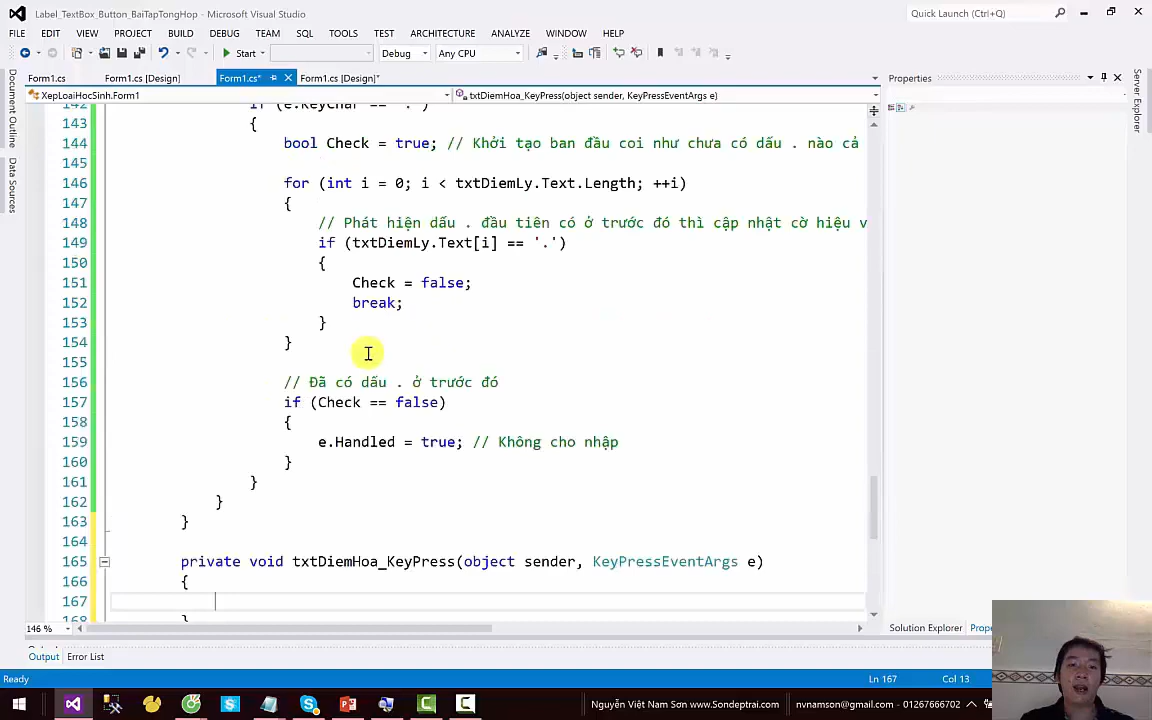 Label_TextBox_Button_BaiTapTongHop - Microsoft Visual Studio
Quick Launch (Ctrl+Q)
FILE EDIT VIEW PROJECT BUILD DEBUG TEAM SQL TOOLS TEST ARCHITECTURE ANALYZE WINDOW HELP
Start Debug Any CPU
Form1.cs Form1.cs [Design] Form1.cs* Form1.cs [Design]* Properties
XepLoaiHocSinh.Form1 txtDiemHoa_KeyPress(object sender, KeyPressEventArgs e)
Document Outline
Data Sources
Server Explorer
142 if (e.KeyChar == '.')
143 {
144 bool Check = true; // Khởi tạo ban đầu coi như chưa có dấu . nào cả
145
146 for (int i = 0; i < txtDiemLy.Text.Length; ++i)
147 {
148 // Phát hiện dấu . đầu tiên có ở trước đó thì cập nhật cờ hiệu v
149 if (txtDiemLy.Text[i] == '.')
150 {
151 Check = false;
152 break;
153 }
154 }
155
156 // Đã có dấu . ở trước đó
157 if (Check == false)
158 {
159 e.Handled = true; // Không cho nhập
160 }
161 }
162 }
163 }
164
165 private void txtDiemHoa_KeyPress(object sender, KeyPressEventArgs e)
166 {
167
168 }
146 %
Solution Explorer
Output Error List
Ready Ln 167 Col 13
Nguyễn Việt Nam Sơn www.Sondeptrai.com nvnamson@gmail.com - 01267666702